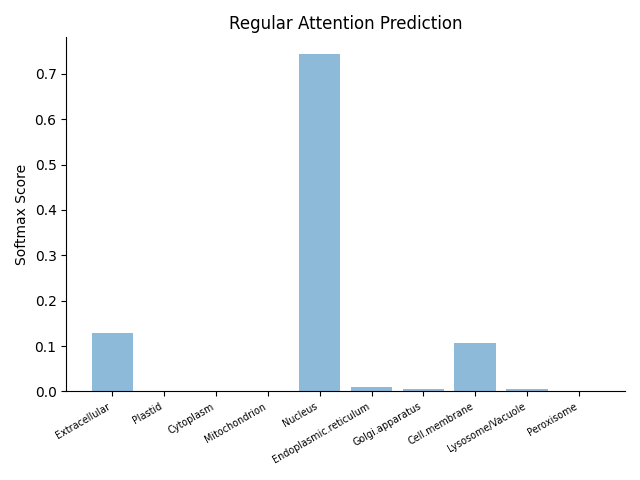 Regular Attention Prediction
Softmax Score
0.7
0.6
0.5
0.4
0.3
0.2
0.1
0.0
Extracellular
Plastid
Cytoplasm
Mitochondrion
Nucleus
Endoplasmic.reticulum
Golgi.apparatus
Cell.membrane
Lysosome/Vacuole
Peroxisome